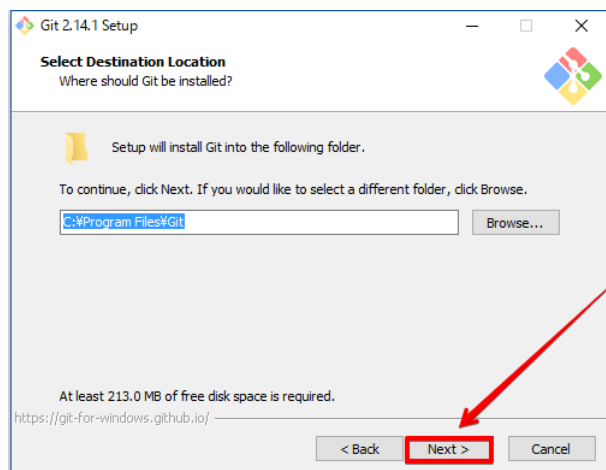 Git 2.14.1 Setup
Select Destination Location
Where should Git be installed?
Setup will install Git into the following folder.
To continue, click Next. If you would like to select a different folder, click Browse.
C:¥Program Files¥Git
Browse...
At least 213.0 MB of free disk space is required.
https://git-for-windows.github.io/
< Back Next > Cancel